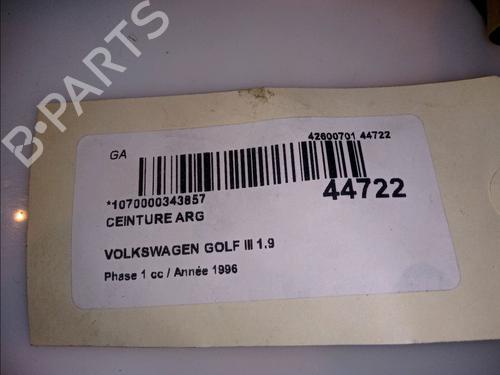 B-PARTS
GA
42600701 44722
*1070000343857
44722
CEINTURE ARG
VOLKSWAGEN GOLF III 1.9
Phase 1 cc / Année 1996